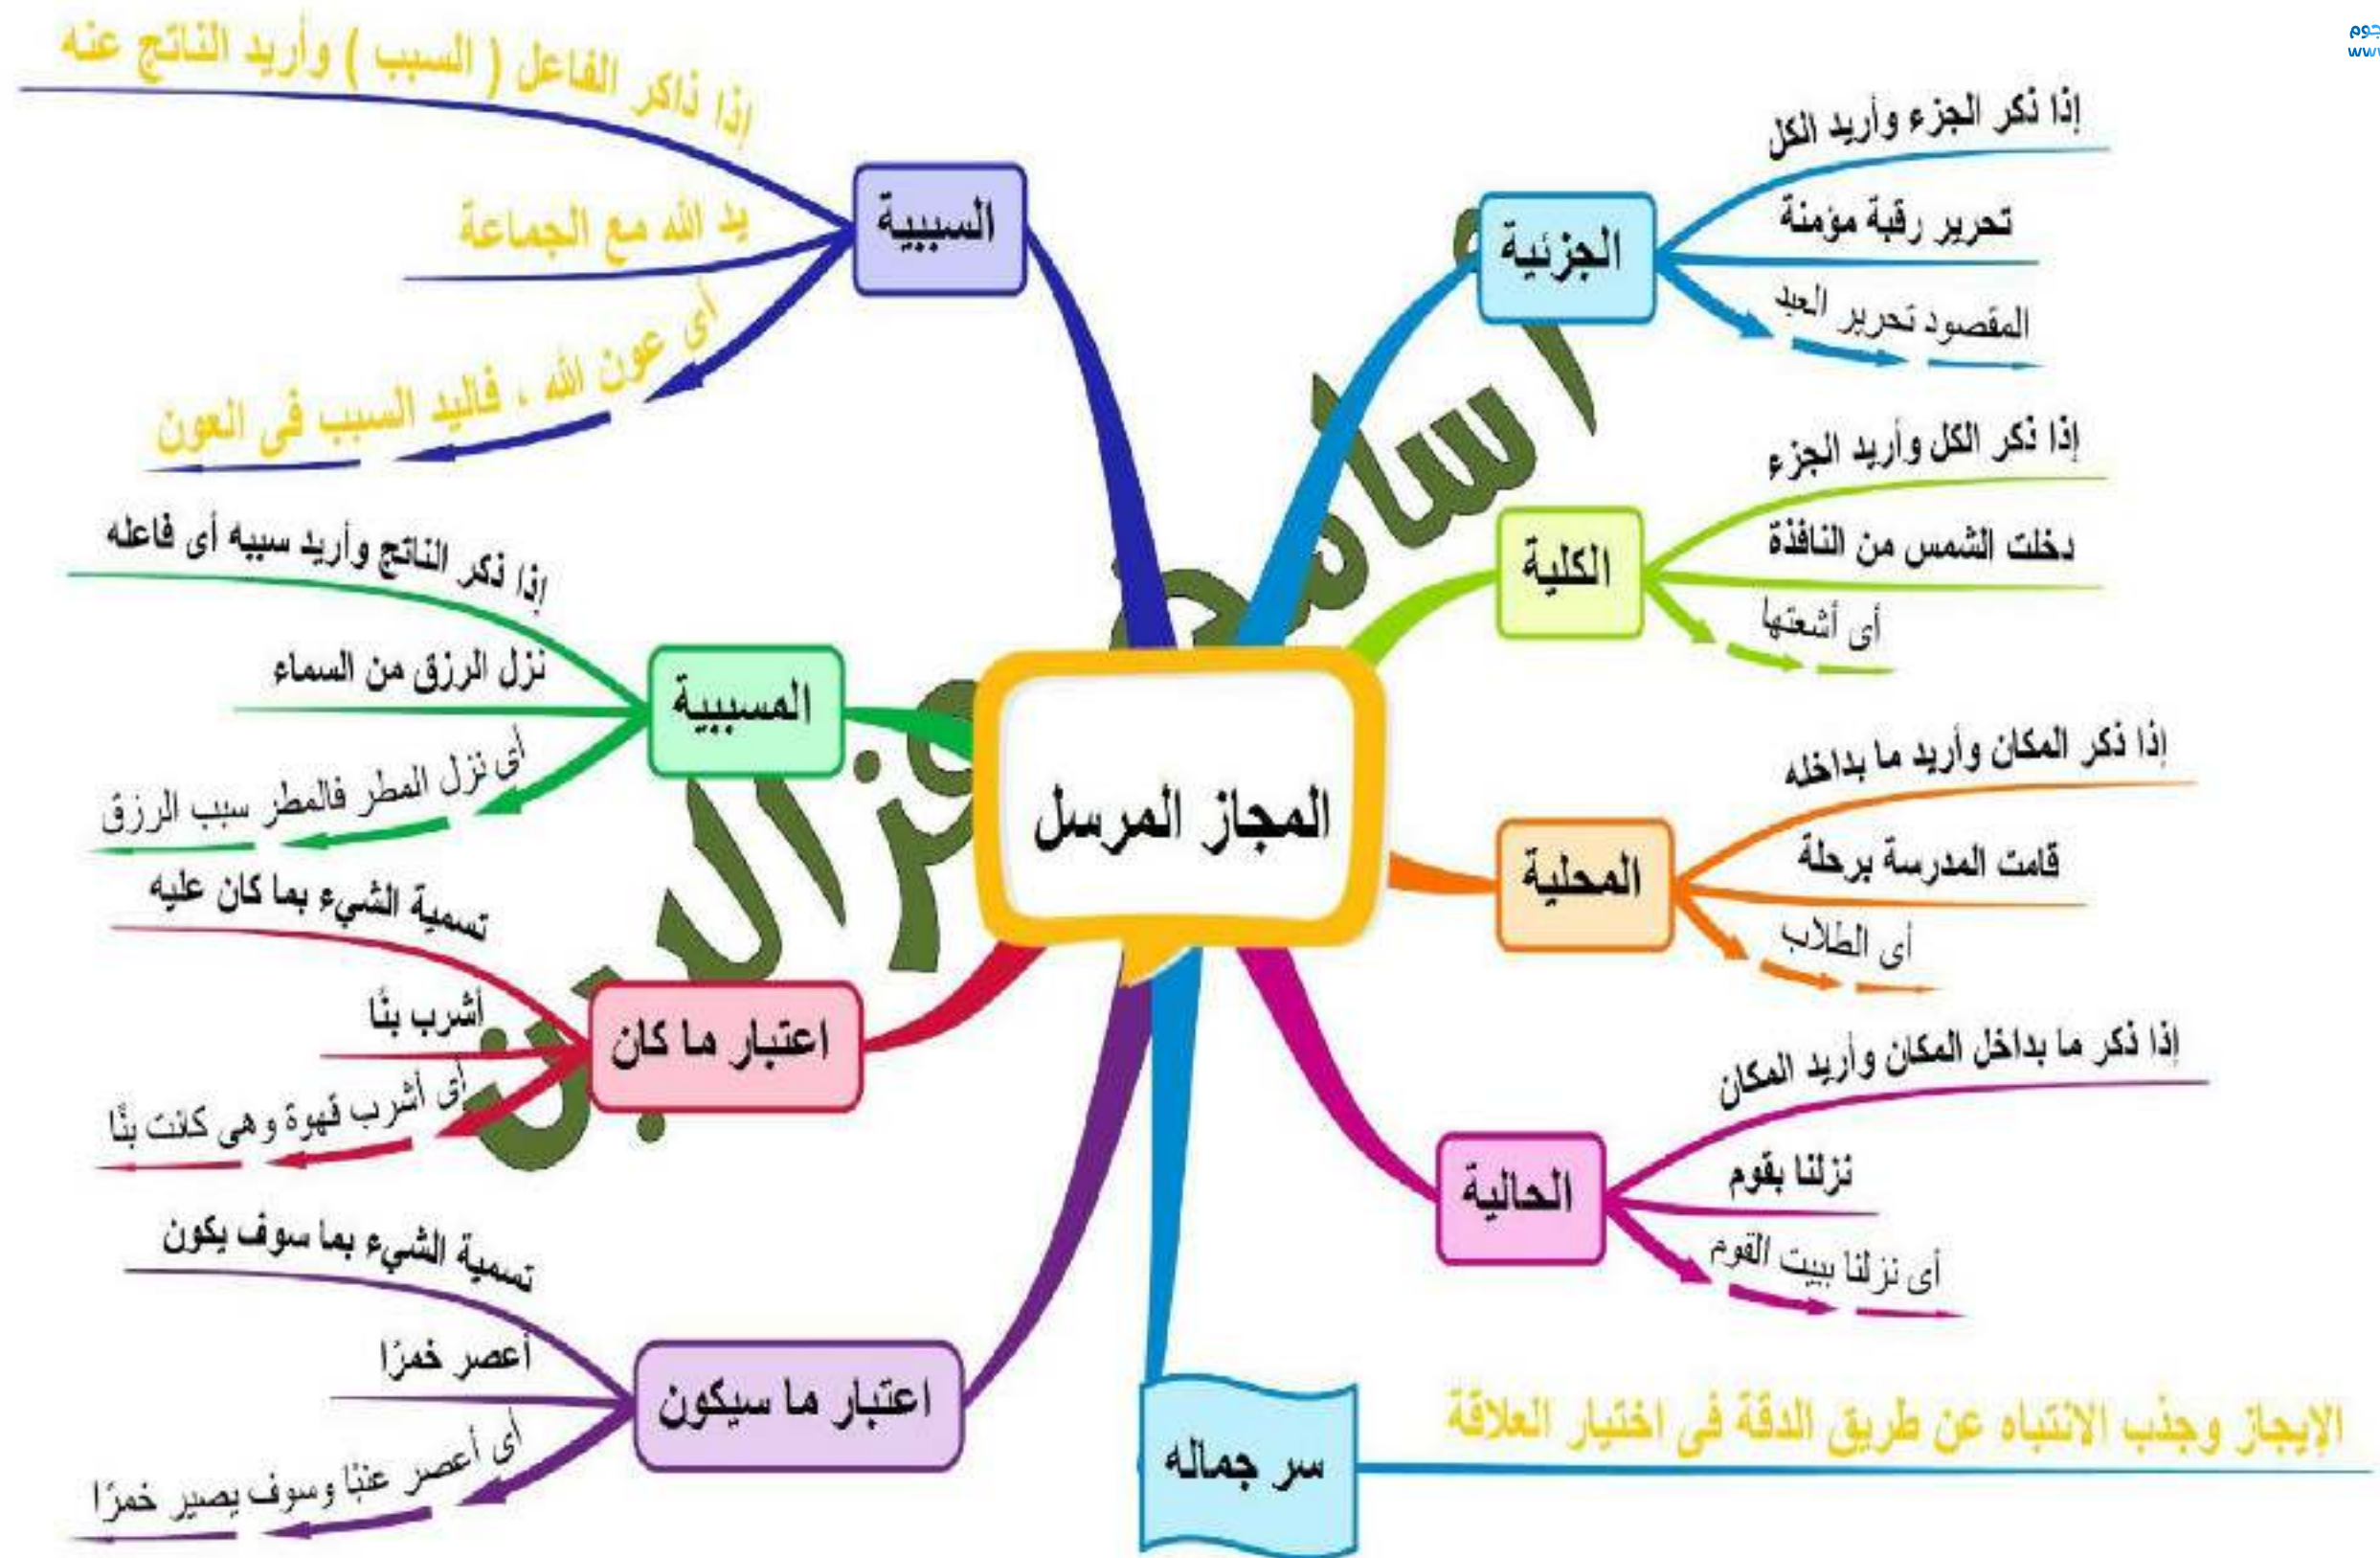 المجاز المرسل
الجزئية
إذا ذكر الجزء وأريد الكل
تحرير رقبة مؤمنة
المقصود تحرير العبد
الكلية
إذا ذكر الكل وأريد الجزء
دخلت الشمس من النافذة
أى أشعتها
المحلية
إذا ذكر المكان وأريد ما بداخله
قامت المدرسة برحلة
أى الطلاب
الحالية
إذا ذكر ما بداخل المكان وأريد المكان
نزلنا بقوم
أى نزلنا ببيت القوم
سر جماله
الإيجاز وجذب الانتباه عن طريق الدقة فى اختيار العلاقة
السببية
إذا ذاكر الفاعل ( السبب ) وأريد الناتج عنه
يد الله مع الجماعة
أى عون الله ، فاليد السبب فى العون
المسببية
إذا ذكر الناتج وأريد سببه أى فاعله
نزل الرزق من السماء
أى نزل المطر فالمطر سبب الرزق
اعتبار ما كان
تسمية الشيء بما كان عليه
أشرب بنًا
أى أشرب قهوة وهى كانت بنًا
اعتبار ما سيكون
تسمية الشيء بما سوف يكون
أعصر خمرًا
أى أعصر عنبًا وسوف يصير خمرًا